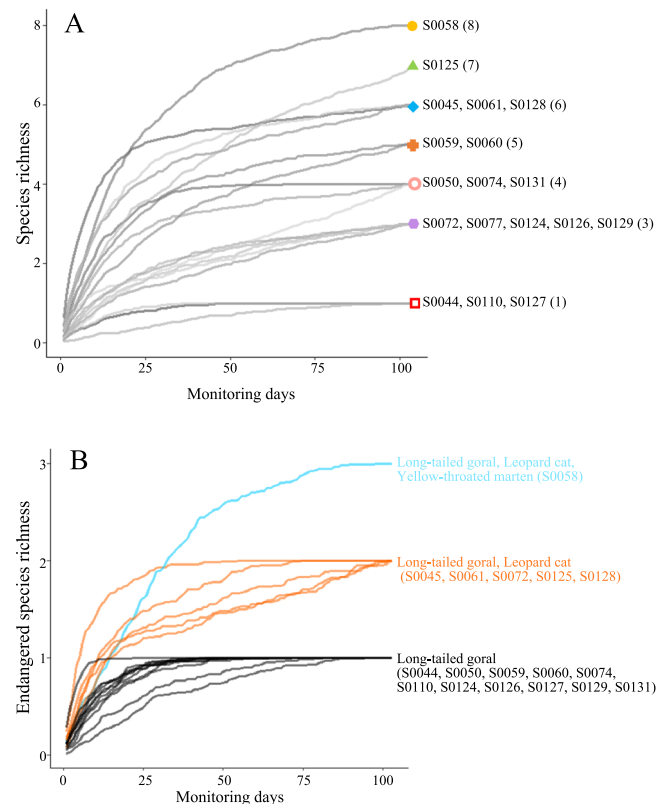 A
Species richness
8
6
4
2
0
S0058 (8)
S0125 (7)
S0045, S0061, S0128 (6)
S0059, S0060 (5)
S0050, S0074, S0131 (4)
S0072, S0077, S0124, S0126, S0129 (3)
S0044, S0110, S0127 (1)
0 25 50 75 100
Monitoring days
B
Endangered species richness
3
2
1
0
Long-tailed goral, Leopard cat,
Yellow-throated marten (S0058)
Long-tailed goral, Leopard cat
(S0045, S0061, S0072, S0125, S0128)
Long-tailed goral
(S0044, S0050, S0059, S0060, S0074,
S0110, S0124, S0126, S0127, S0129, S0131)
0 25 50 75 100
Monitoring days